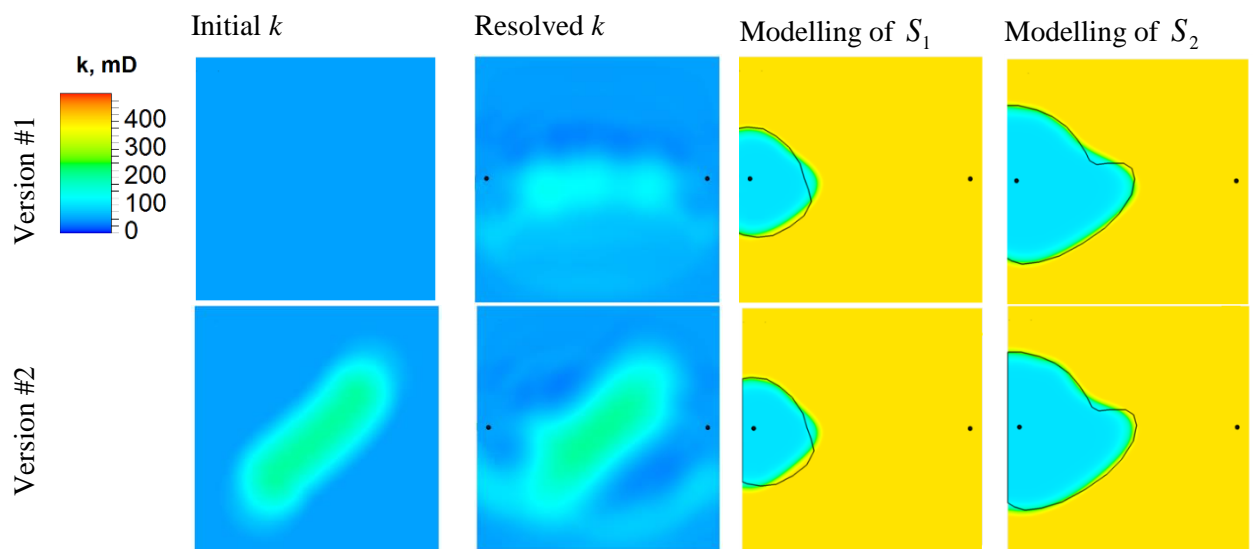 Initial k
Resolved k
Modelling of S₁
Modelling of S₂
k, mD
400
300
200
100
0
Version #1
Version #2